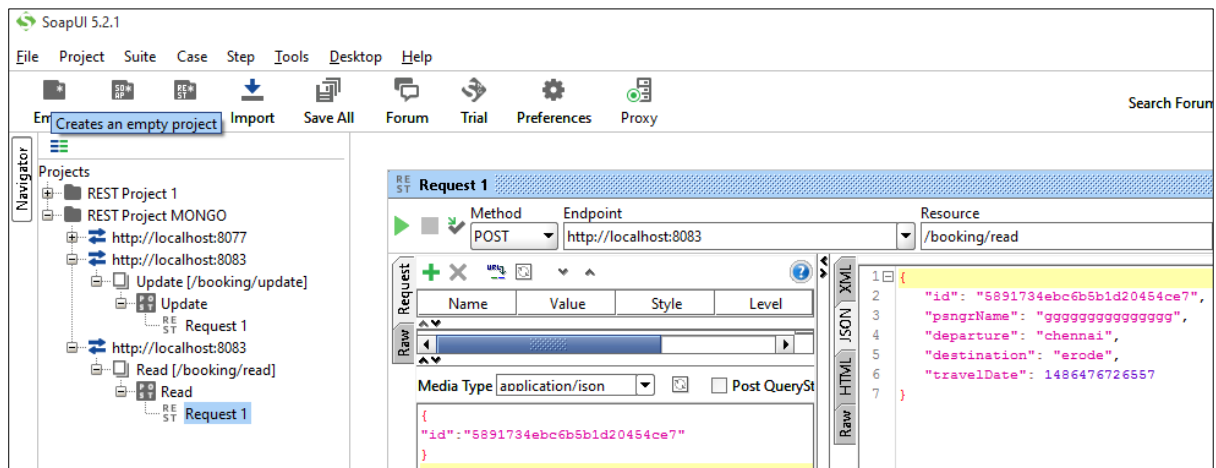 SoapUI 5.2.1
File Project Suite Case Step Tools Desktop Help
Em Import Save All Forum Trial Preferences Proxy
Search Forum
Creates an empty project
Navigator
Projects
REST Project 1
REST Project MONGO
http://localhost:8077
http://localhost:8083
Update [/booking/update]
Update
REST Request 1
http://localhost:8083
Read [/booking/read]
Read
REST Request 1
REST Request 1
Method Endpoint Resource
POST http://localhost:8083 /booking/read
Request
Raw
Name Value Style Level
Media Type application/json Post QuerySt
{
"id":"5891734ebc6b5b1d20454ce7"
}
XML
JSON
HTML
Raw
1 {
2 "id": "5891734ebc6b5b1d20454ce7",
3 "psngrName": "ggggggggggggggg",
4 "departure": "chennai",
5 "destination": "erode",
6 "travelDate": 1486476726557
7 }